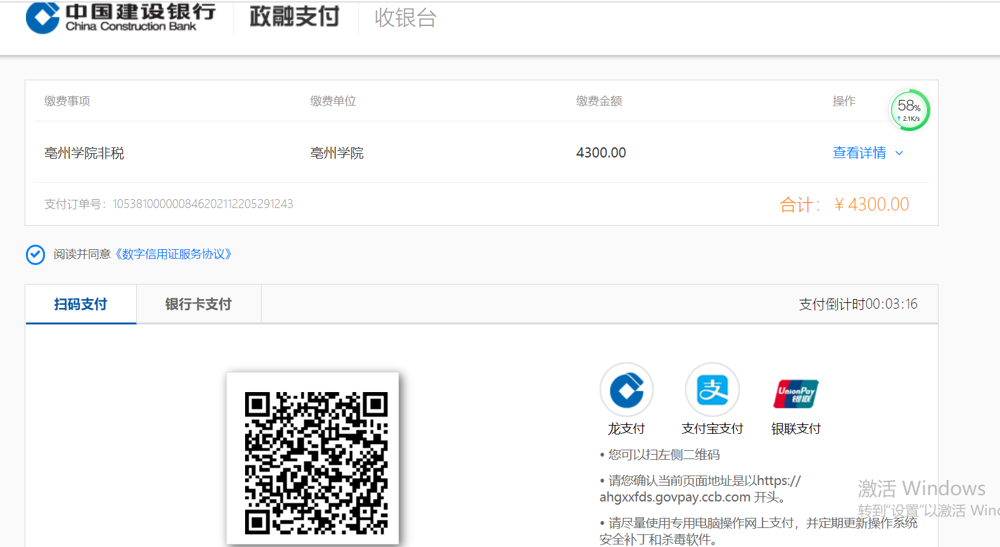 中国建设银行
China Construction Bank
政融支付
收银台
缴费事项 缴费单位 缴费金额 操作
58%
↑ 2.1K/s
亳州学院非税 亳州学院 4300.00 查看详情
支付订单号：105381000000846202112205291243 合计：￥4300.00
阅读并同意《数字信用证服务协议》
扫码支付 银行卡支付 支付倒计时00:03:16
UnionPay
银联
支
龙支付 支付宝支付 银联支付
• 您可以扫左侧二维码
• 请您确认当前页面地址是以https://
ahgxxfds.govpay.ccb.com 开头。
• 请尽量使用专用电脑操作网上支付，并定期更新操作系统
安全补丁和杀毒软件。
激活 Windows
转到"设置"以激活 Win